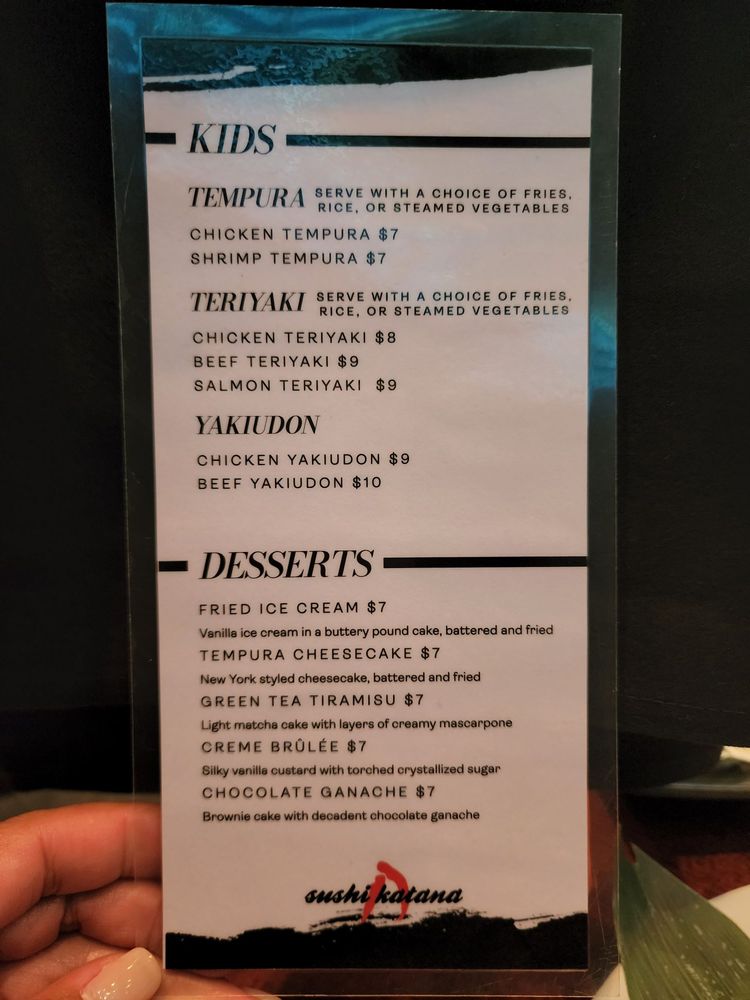 KIDS
TEMPURA SERVE WITH A CHOICE OF FRIES,
RICE, OR STEAMED VEGETABLES
CHICKEN TEMPURA $7
SHRIMP TEMPURA $7
TERIYAKI SERVE WITH A CHOICE OF FRIES,
RICE, OR STEAMED VEGETABLES
CHICKEN TERIYAKI $8
BEEF TERIYAKI $9
SALMON TERIYAKI $9
YAKIUDON
CHICKEN YAKIUDON $9
BEEF YAKIUDON $10
DESSERTS
FRIED ICE CREAM $7
Vanilla ice cream in a buttery pound cake, battered and fried
TEMPURA CHEESECAKE $7
New York styled cheesecake, battered and fried
GREEN TEA TIRAMISU $7
Light matcha cake with layers of creamy mascarpone
CREME BRÛLÉE $7
Silky vanilla custard with torched crystallized sugar
CHOCOLATE GANACHE $7
Brownie cake with decadent chocolate ganache
sushi katana